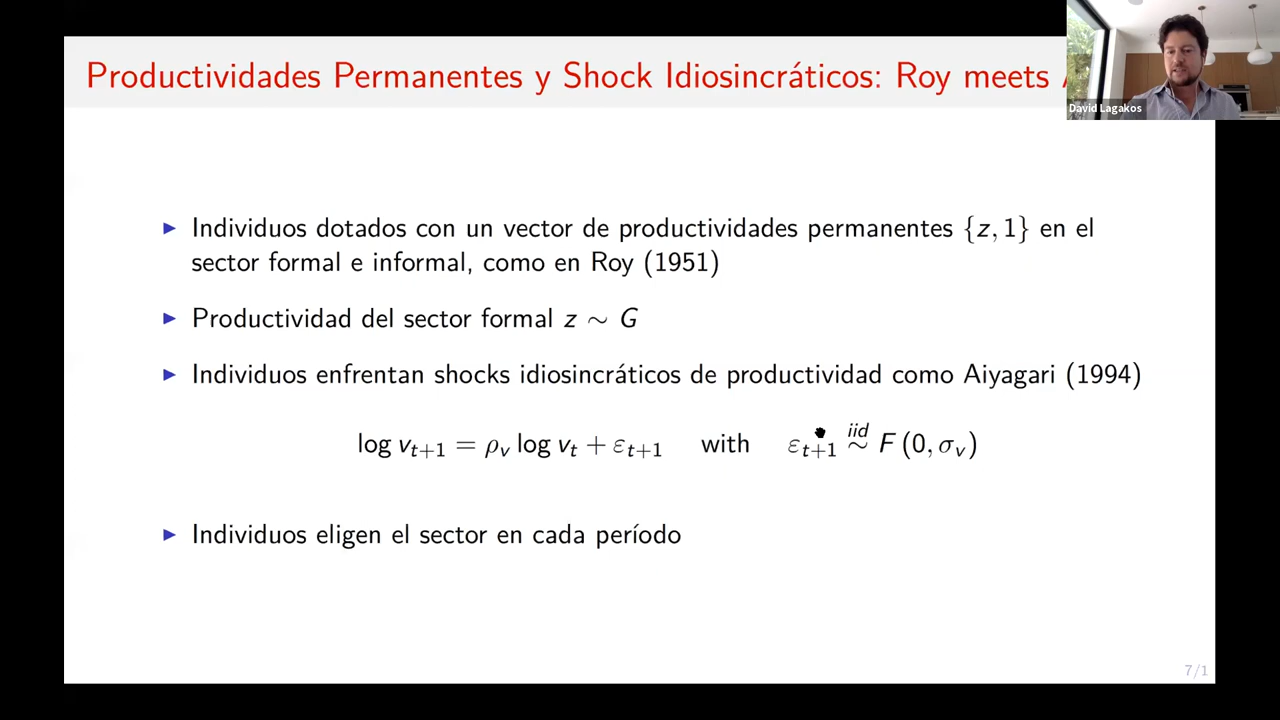 Productividades Permanentes y Shock Idiosincráticos: Roy meets
David Lagakos
▶ Individuos dotados con un vector de productividades permanentes {z, 1} en el
sector formal e informal, como en Roy (1951)
▶ Productividad del sector formal z ∼ G
▶ Individuos enfrentan shocks idiosincráticos de productividad como Aiyagari (1994)
log v_{t+1} = ρ_v log v_t + ε_{t+1} with ε_{t+1} \overset{iid}{∼} F (0, σ_v)
▶ Individuos eligen el sector en cada período
7/1